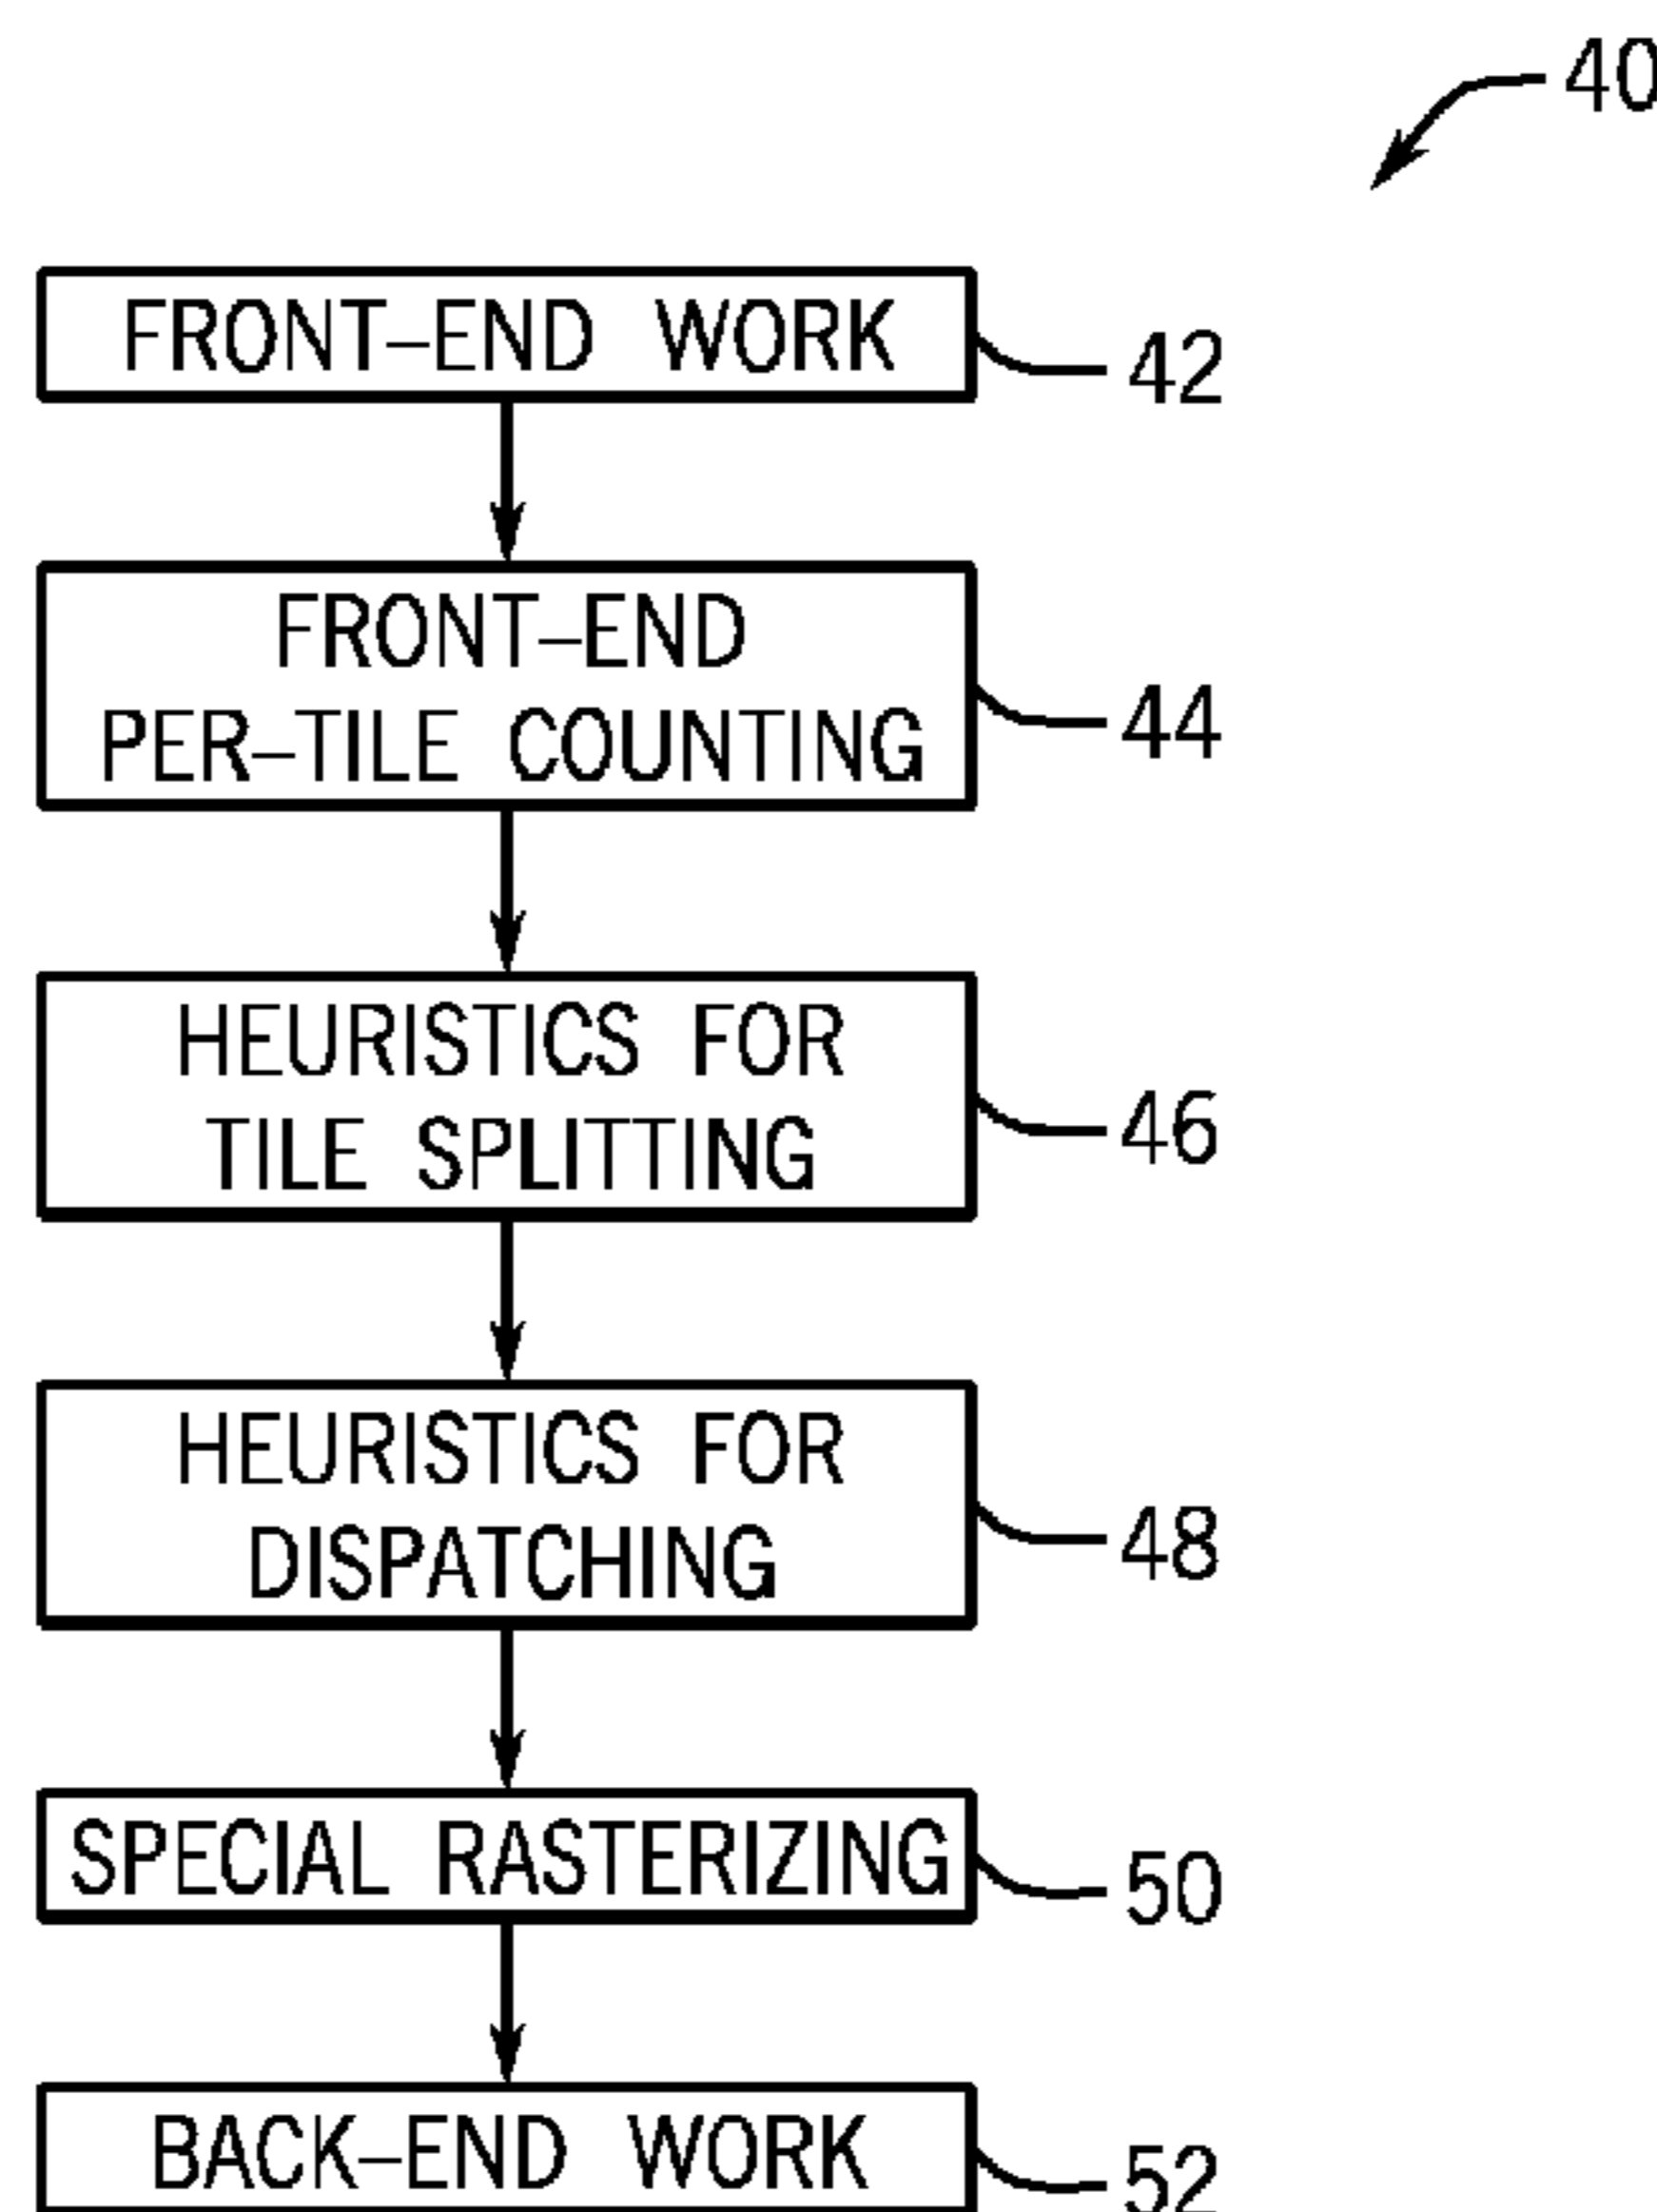 40
FRONT–END WORK
42
FRONT–END
PER–TILE COUNTING
44
HEURISTICS FOR
TILE SPLITTING
46
HEURISTICS FOR
DISPATCHING
48
SPECIAL RASTERIZING
50
BACK–END WORK
52